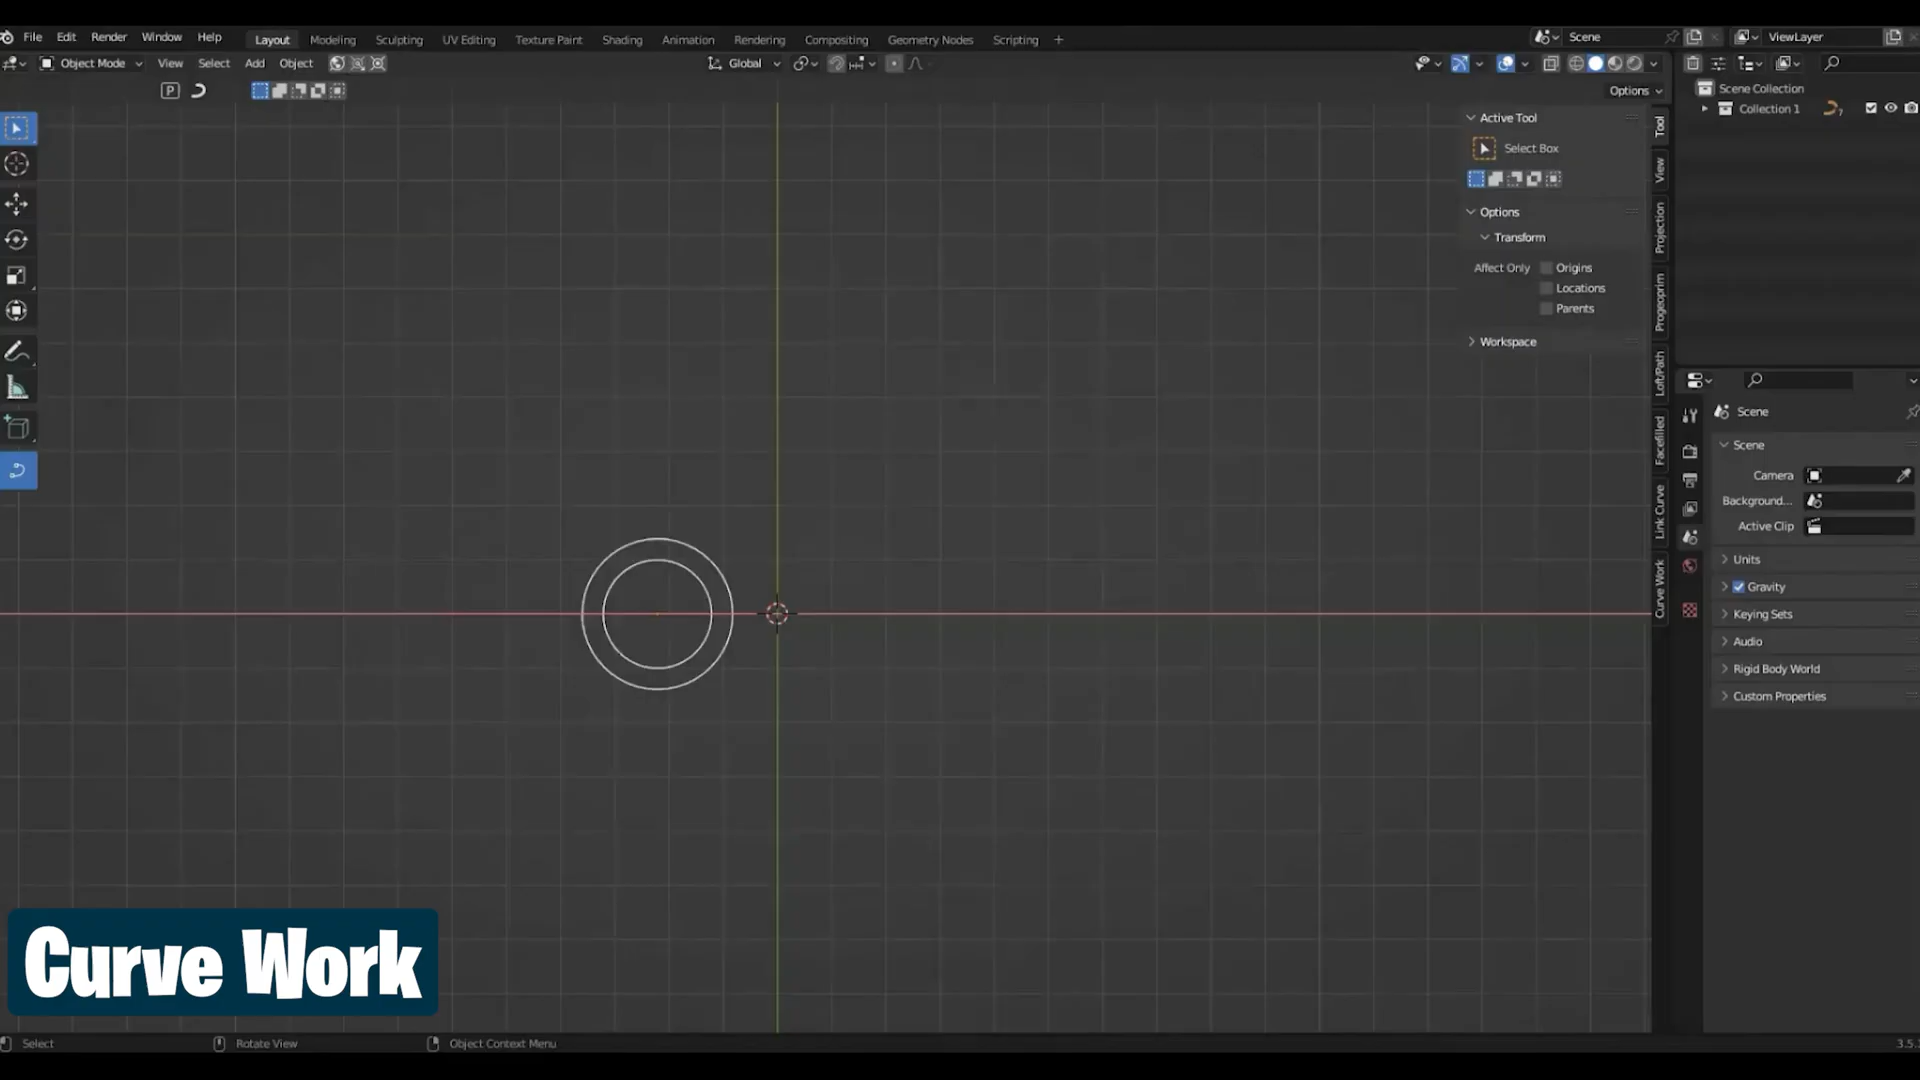 File Edit Render Window Help Layout Modeling Sculpting UV Editing Texture Paint Shading Animation Rendering Compositing Geometry Nodes Scripting + Scene ViewLayer
Object Mode View Select Add Object Global
P Options
Scene Collection
Collection 1
Active Tool
Select Box
Options
Transform
Affect Only Origins
Locations
Parents
Workspace
Tool
View
Projection
Progeoprim
Loft/Path
Facefilled
Link Curve
Curve Work
Scene
Scene
Camera
Background...
Active Clip
Units
Gravity
Keying Sets
Audio
Rigid Body World
Custom Properties
Curve Work
Select Rotate View Object Context Menu